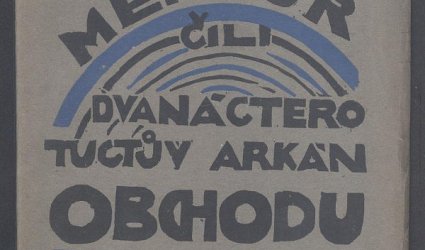 ČILI
DVANÁCTERO
TUCTŮV ARKÁN
OBCHODU